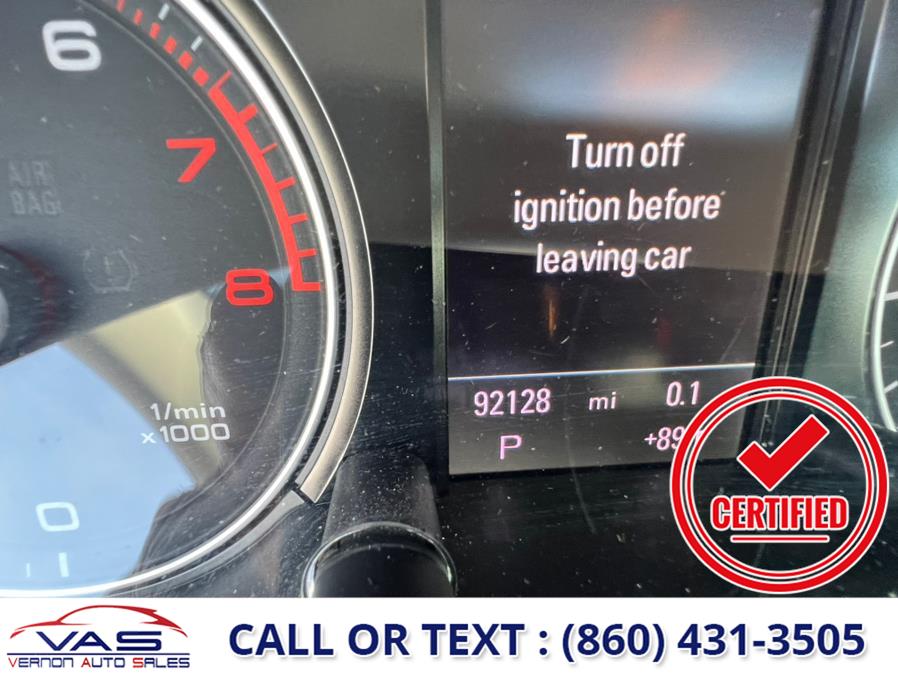 6
7
8
AIR
BAG
1/min
x1000
0
Turn off
ignition before
leaving car
92128 mi 0.1
P
CERTIFIED
VAS
VERNON AUTO SALES
CALL OR TEXT : (860) 431-3505